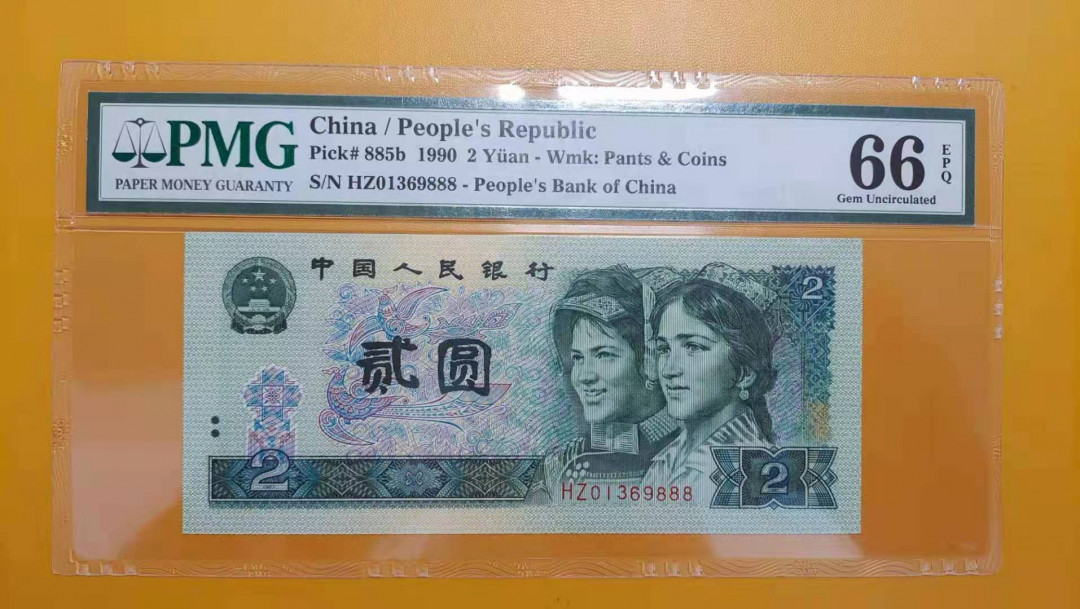 PMG
PAPER MONEY GUARANTY
China / People's Republic
Pick# 885b 1990 2 Yüan - Wmk: Pants & Coins
S/N HZ01369888 - People's Bank of China
66
EPQ
Gem Uncirculated
中国人民银行
2
贰圆
2
2
HZ01369888